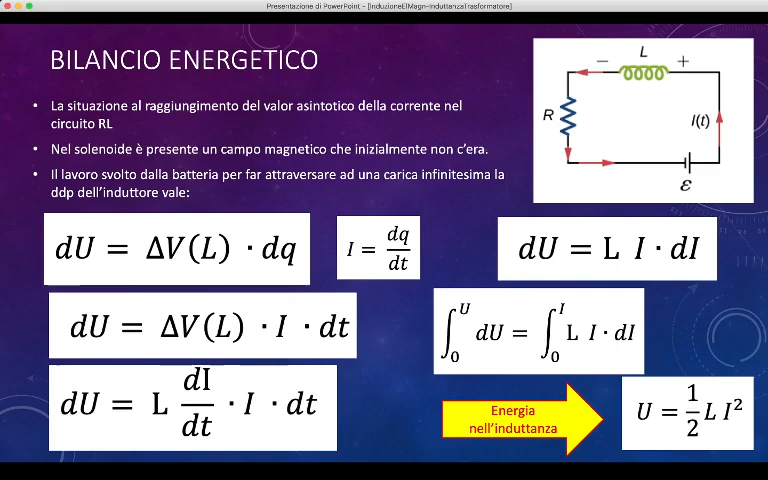 Presentazione di PowerPoint - [InduzioneElMagn-InduttanzaTrasformatore]
BILANCIO ENERGETICO
• La situazione al raggiungimento del valor asintotico della corrente nel
circuito RL
• Nel solenoide è presente un campo magnetico che inizialmente non c'era.
• Il lavoro svolto dalla batteria per far attraversare ad una carica infinitesima la
ddp dell'induttore vale:
L
− +
R
I(t)
ε
dU = ΔV(L) · dq
I = dq/dt
dU = L I · dI
dU = ΔV(L) · I · dt
∫₀ᵁ dU = ∫₀ᴵ L I · dI
dU = L dI/dt · I · dt
Energia
nell'induttanza
U = 1/2 L I²